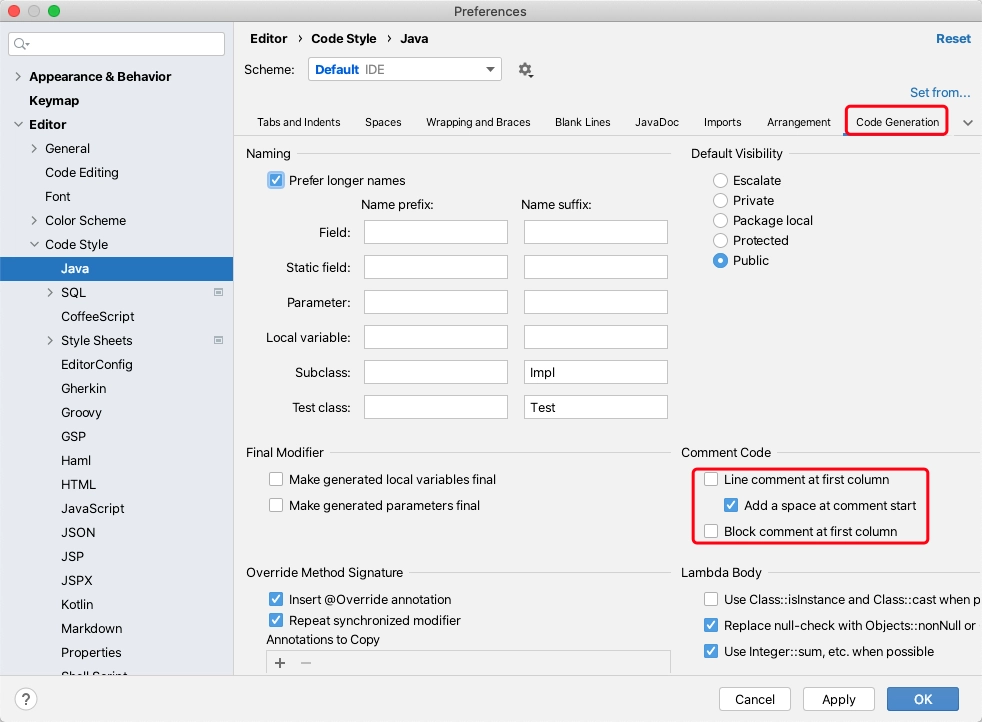 Preferences
Editor › Code Style › Java
Reset
Scheme: Default IDE
Set from...
Tabs and Indents Spaces Wrapping and Braces Blank Lines JavaDoc Imports Arrangement Code Generation
Appearance & Behavior
Keymap
Editor
General
Code Editing
Font
Color Scheme
Code Style
Java
SQL
CoffeeScript
Style Sheets
EditorConfig
Gherkin
Groovy
GSP
Haml
HTML
JavaScript
JSON
JSP
JSPX
Kotlin
Markdown
Properties
Shell Script
Naming
Prefer longer names
Name prefix: Name suffix:
Field:
Static field:
Parameter:
Local variable:
Subclass: Impl
Test class: Test
Default Visibility
Escalate
Private
Package local
Protected
Public
Final Modifier
Make generated local variables final
Make generated parameters final
Comment Code
Line comment at first column
Add a space at comment start
Block comment at first column
Override Method Signature
Insert @Override annotation
Repeat synchronized modifier
Annotations to Copy
+ −
Lambda Body
Use Class::isInstance and Class::cast when p
Replace null-check with Objects::nonNull or
Use Integer::sum, etc. when possible
?
Cancel Apply OK